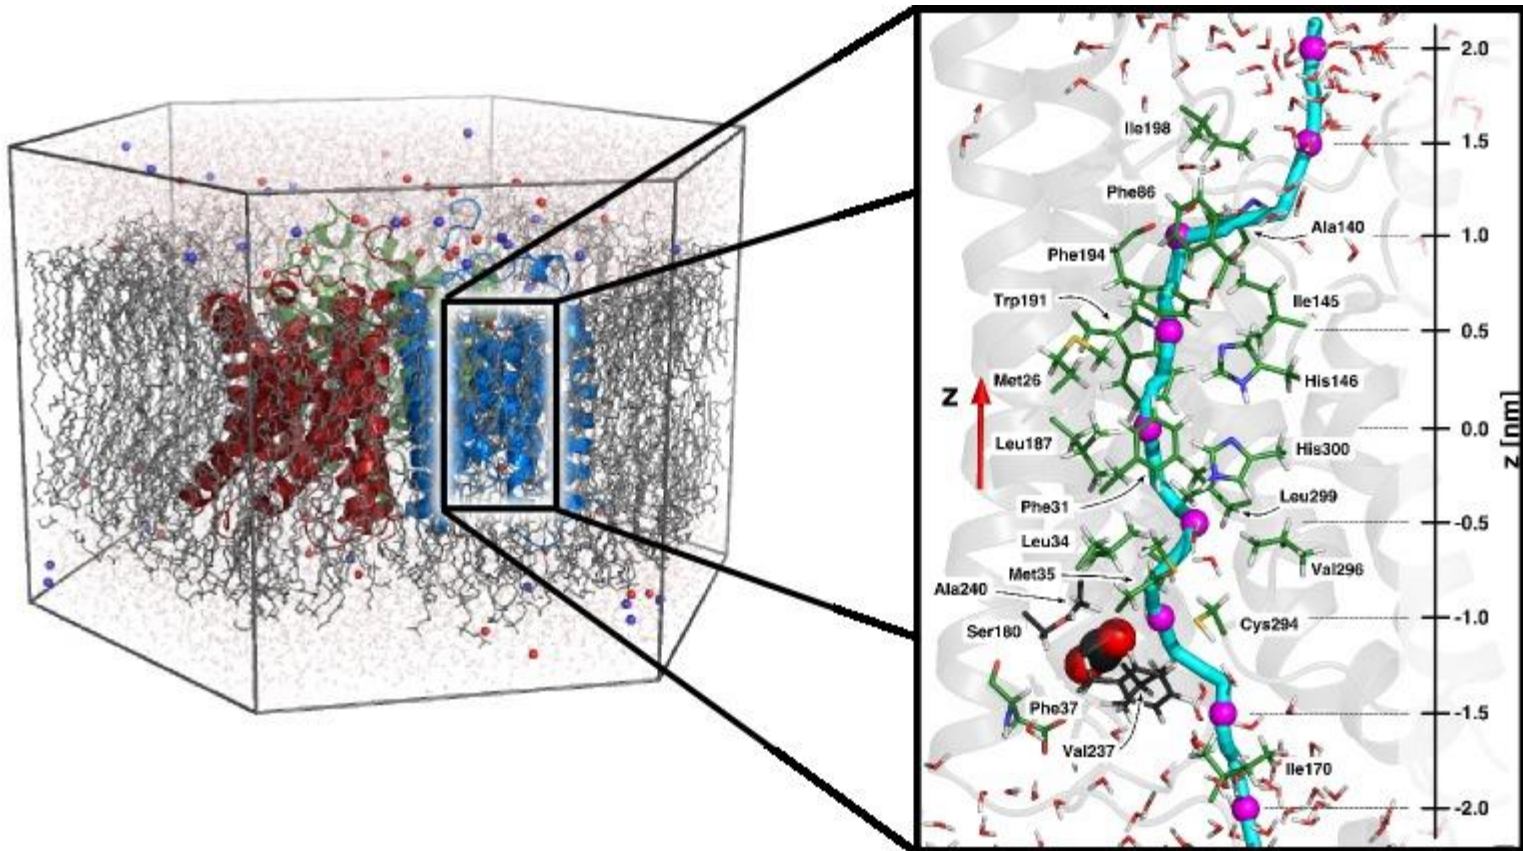 2.0
Ile198
1.5
Phe86
Ala140
1.0
Phe194
Trp191
Ile145
0.5
Met26
His146
Z
0.0
z [nm]
Leu187
His300
Phe31
Leu299
-0.5
Leu34
Met35
Val296
Ala240
Ser180
Cys294
-1.0
Phe37
-1.5
Val237
Ile170
-2.0